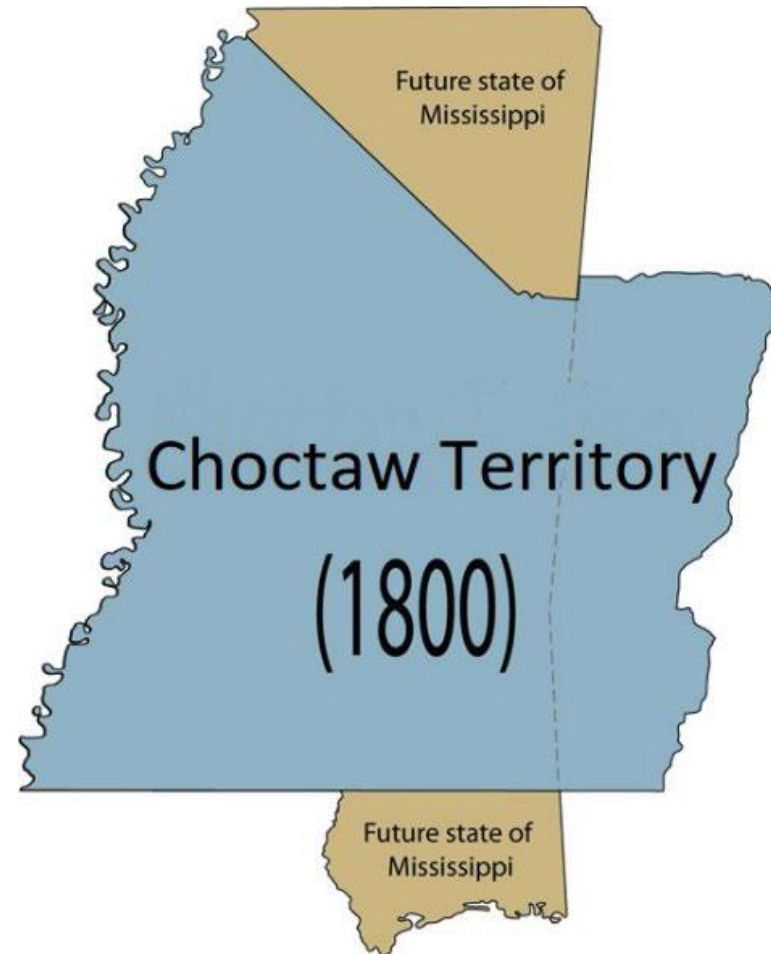 Future state of
Mississippi
Choctaw Territory
(1800)
Future state of
Mississippi